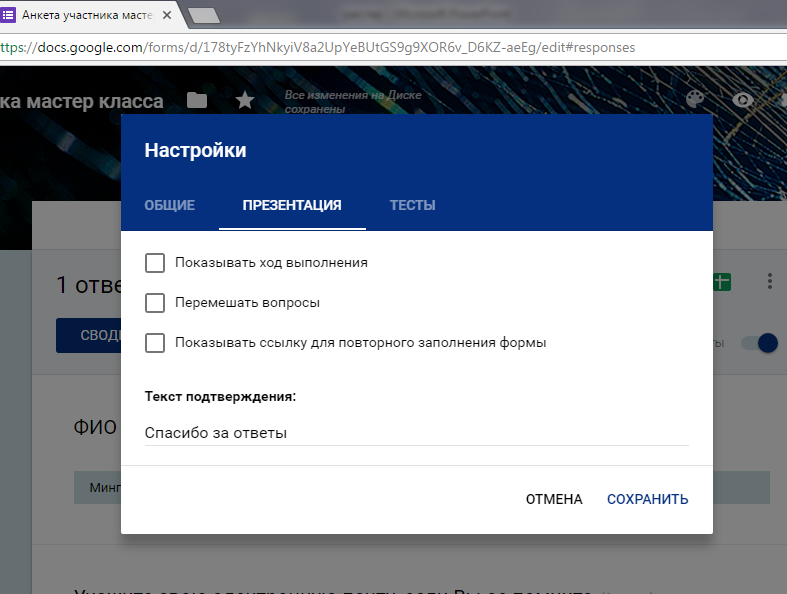 Анкета участника масте
ttps://docs.google.com/forms/d/178tyFzYhNkyiV8a2UpYeBUtGS9g9XOR6v_D6KZ-aeEg/edit#responses
ка мастер класса
Все изменения на Диске
сохранены
Настройки
ОБЩИЕ ПРЕЗЕНТАЦИЯ ТЕСТЫ
Показывать ход выполнения
1 отве
Перемешать вопросы
СВОД
Показывать ссылку для повторного заполнения формы
ты
Текст подтверждения:
ФИО
Спасибо за ответы
Минг
ОТМЕНА СОХРАНИТЬ